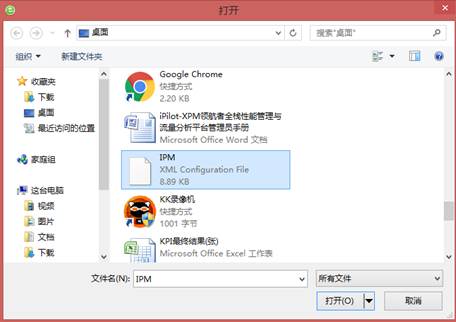 打开
桌面
搜索"桌面"
组织
新建文件夹
收藏夹
下载
桌面
最近访问的位置
家庭组
这台电脑
视频
图片
文档
下载
Google Chrome
快捷方式
2.20 KB
iPilot-XPM领航者全栈性能管理与
流量分析平台管理员手册
Microsoft Office Word 文档
IPM
XML Configuration File
8.89 KB
KK录像机
快捷方式
1001 字节
KPI最终结果(张)
Microsoft Office Excel 工作表
文件名(N): IPM
所有文件
打开(O)
取消